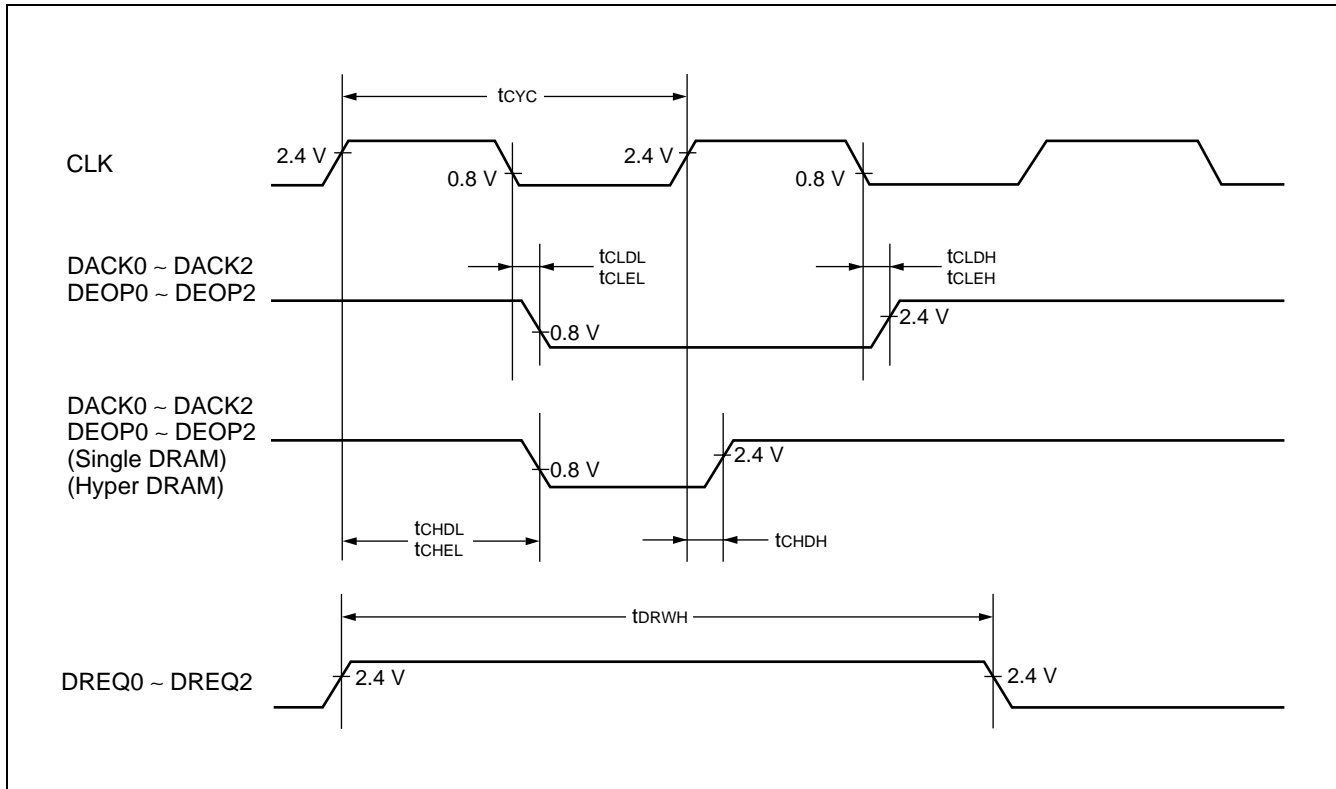 tCYC
CLK
2.4 V
0.8 V
2.4 V
0.8 V
DACK0 ~ DACK2
DEOP0 ~ DEOP2
tCLDL
tCLEL
tCLDH
tCLEH
0.8 V
2.4 V
DACK0 ~ DACK2
DEOP0 ~ DEOP2
(Single DRAM)
(Hyper DRAM)
0.8 V
2.4 V
tCHDL
tCHEL
tCHDH
tDRWH
DREQ0 ~ DREQ2
2.4 V
2.4 V